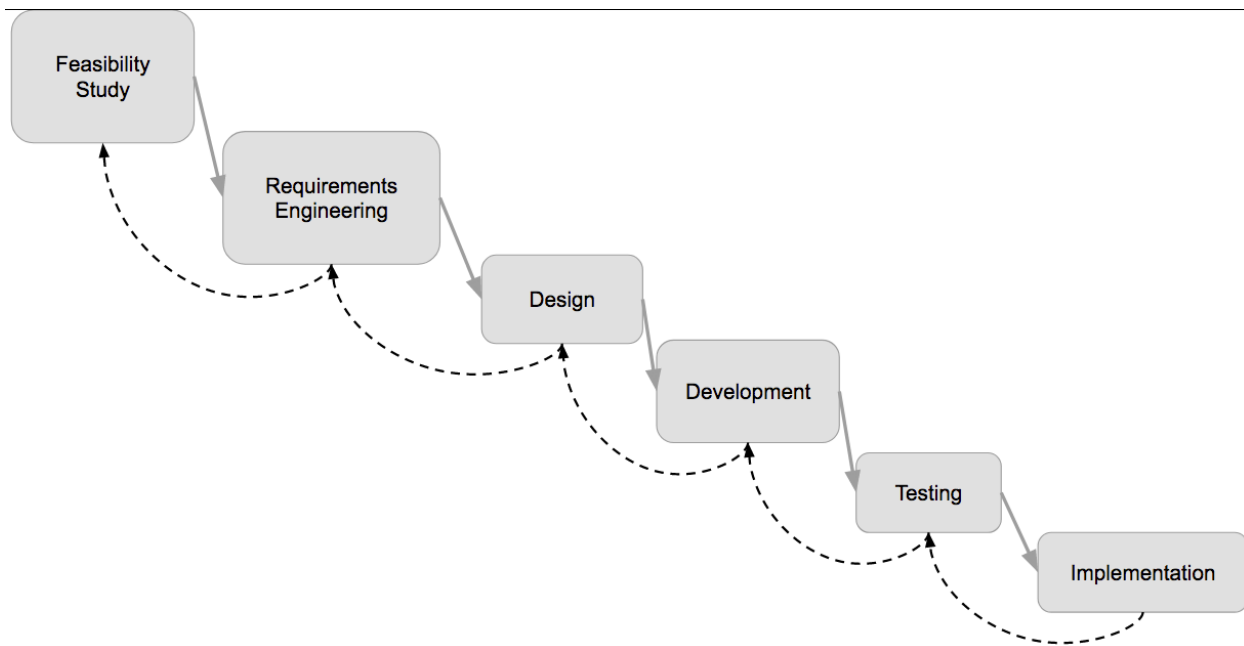 Feasibility
Study
Requirements
Engineering
Design
Development
Testing
Implementation